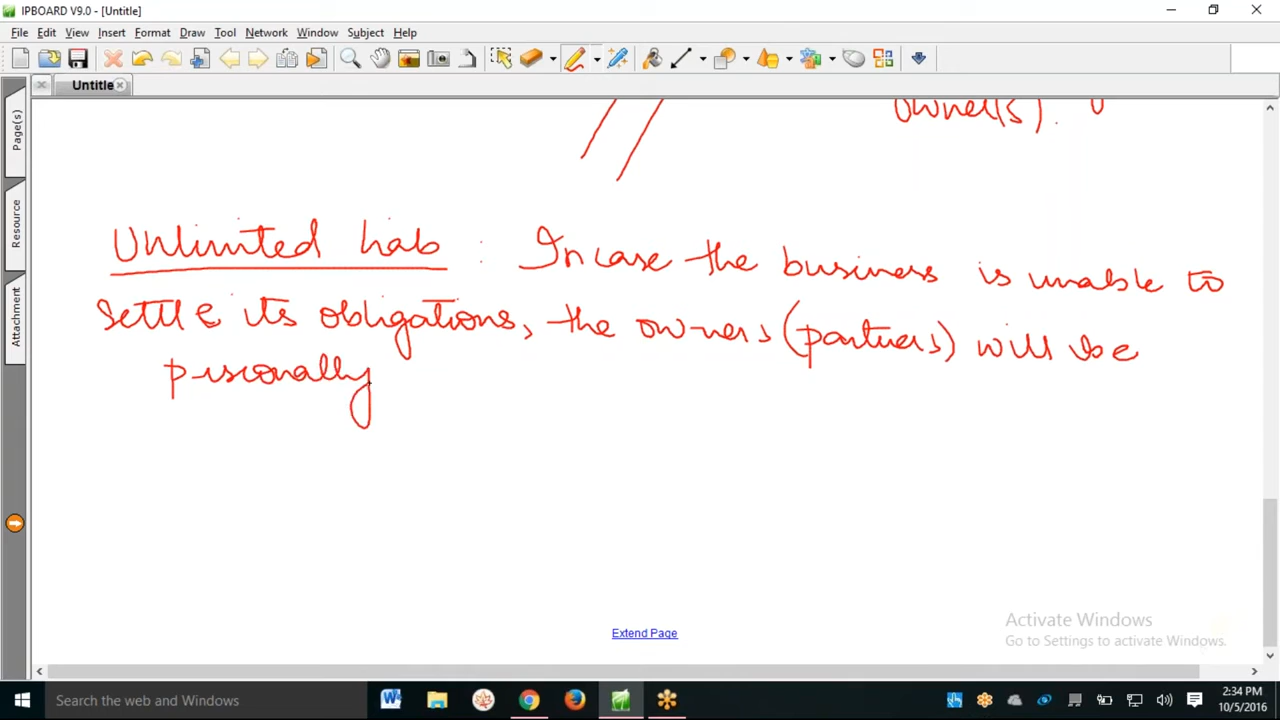 IPBOARD V9.0 - [Untitle]
File Edit View Insert Format Draw Tool Network Window Subject Help
Untitle
Page(s)
Resource
Attachment
owner(s).
Unlimited Liab : Incase the business is unable to
settle its obligations, the owners (partners) will be
personally
Extend Page
Activate Windows
Go to Settings to activate Windows.
Search the web and Windows
2:34 PM
10/5/2016